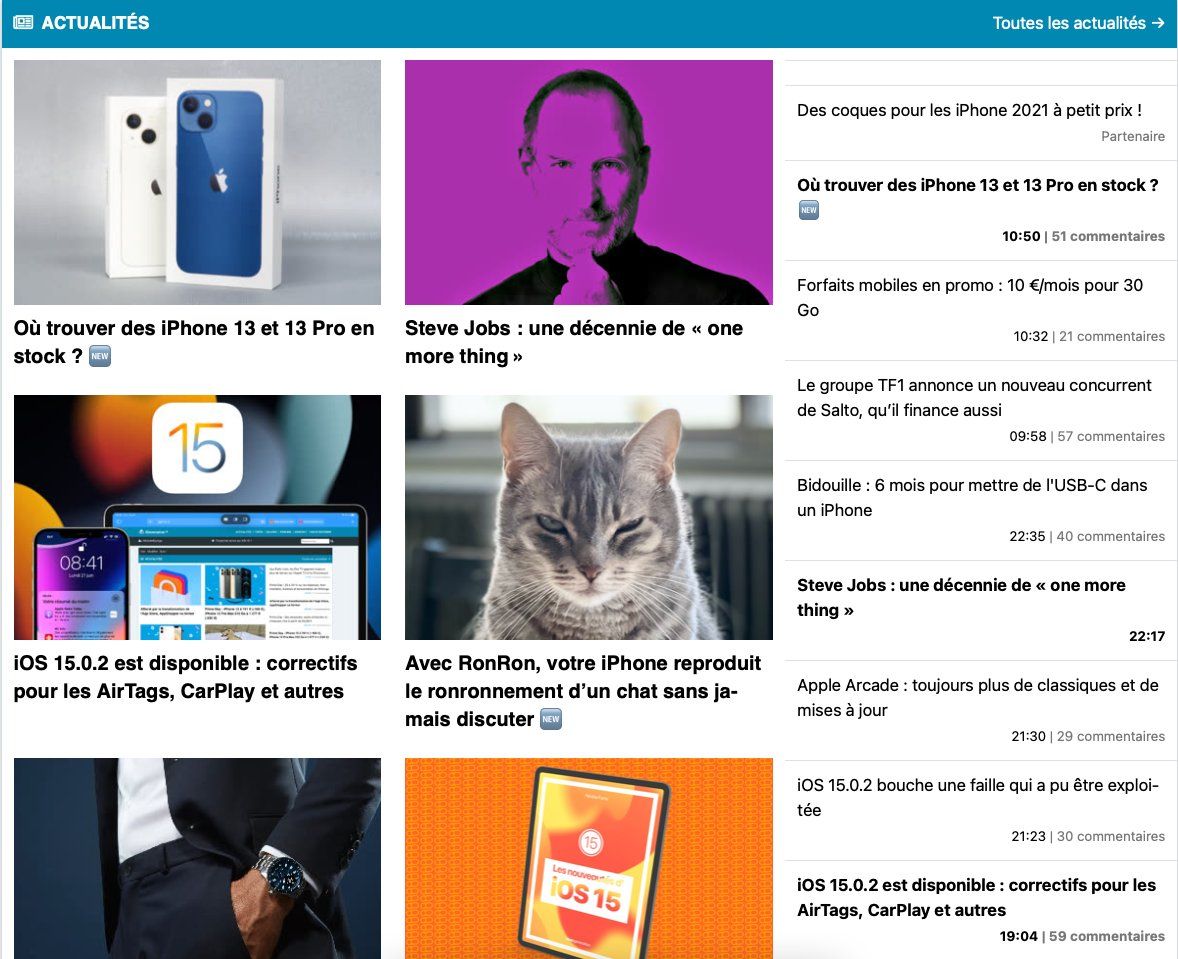 ACTUALITÉS
Toutes les actualités →
Où trouver des iPhone 13 et 13 Pro en
stock ? NEW
Steve Jobs : une décennie de « one
more thing »
15
08:41
iOS 15.0.2 est disponible : correctifs
pour les AirTags, CarPlay et autres
Avec RonRon, votre iPhone reproduit
le ronronnement d’un chat sans ja-
mais discuter NEW
15
Les nouveautés d'
iOS 15
Des coques pour les iPhone 2021 à petit prix !
Partenaire
Où trouver des iPhone 13 et 13 Pro en stock ?
NEW
10:50 | 51 commentaires
Forfaits mobiles en promo : 10 €/mois pour 30
Go
10:32 | 21 commentaires
Le groupe TF1 annonce un nouveau concurrent
de Salto, qu’il finance aussi
09:58 | 57 commentaires
Bidouille : 6 mois pour mettre de l'USB-C dans
un iPhone
22:35 | 40 commentaires
Steve Jobs : une décennie de « one more
thing »
22:17
Apple Arcade : toujours plus de classiques et de
mises à jour
21:30 | 29 commentaires
iOS 15.0.2 bouche une faille qui a pu être exploi-
tée
21:23 | 30 commentaires
iOS 15.0.2 est disponible : correctifs pour les
AirTags, CarPlay et autres
19:04 | 59 commentaires